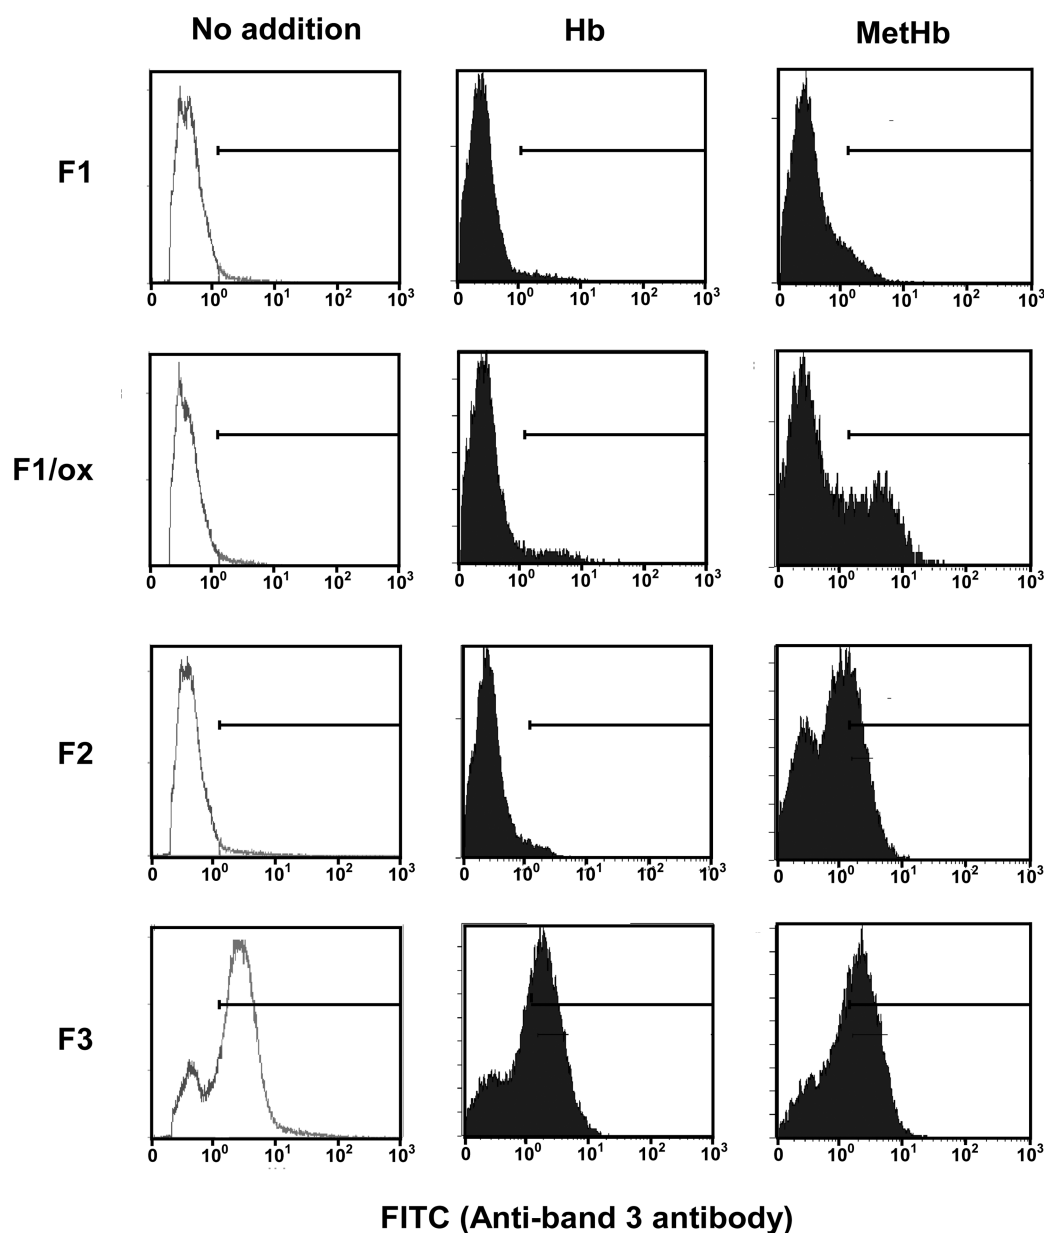 No addition Hb MetHb
F1
0 10⁰ 10¹ 10² 10³ 0 10⁰ 10¹ 10² 10³ 0 10⁰ 10¹ 10² 10³
F1/ox
0 10⁰ 10¹ 10² 10³ 0 10⁰ 10¹ 10² 10³ 0 10⁰ 10¹ 10² 10³
F2
0 10⁰ 10¹ 10² 10³ 0 10⁰ 10¹ 10² 10³ 0 10⁰ 10¹ 10² 10³
F3
0 10⁰ 10¹ 10² 10³ 0 10⁰ 10¹ 10² 10³ 0 10⁰ 10¹ 10² 10³
FITC (Anti-band 3 antibody)